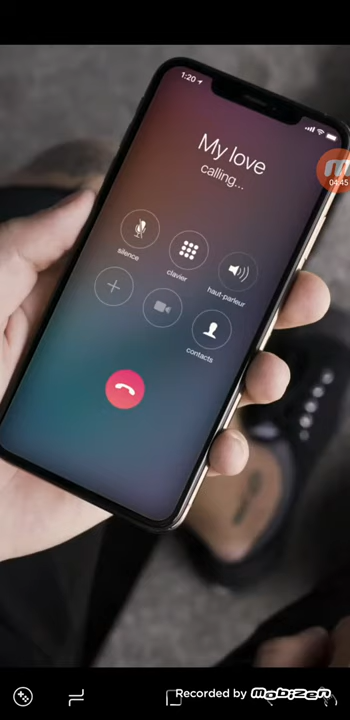 1:20
My love
calling...
04:45
silence
clavier
haut-parleur
contacts
Recorded by mobizen